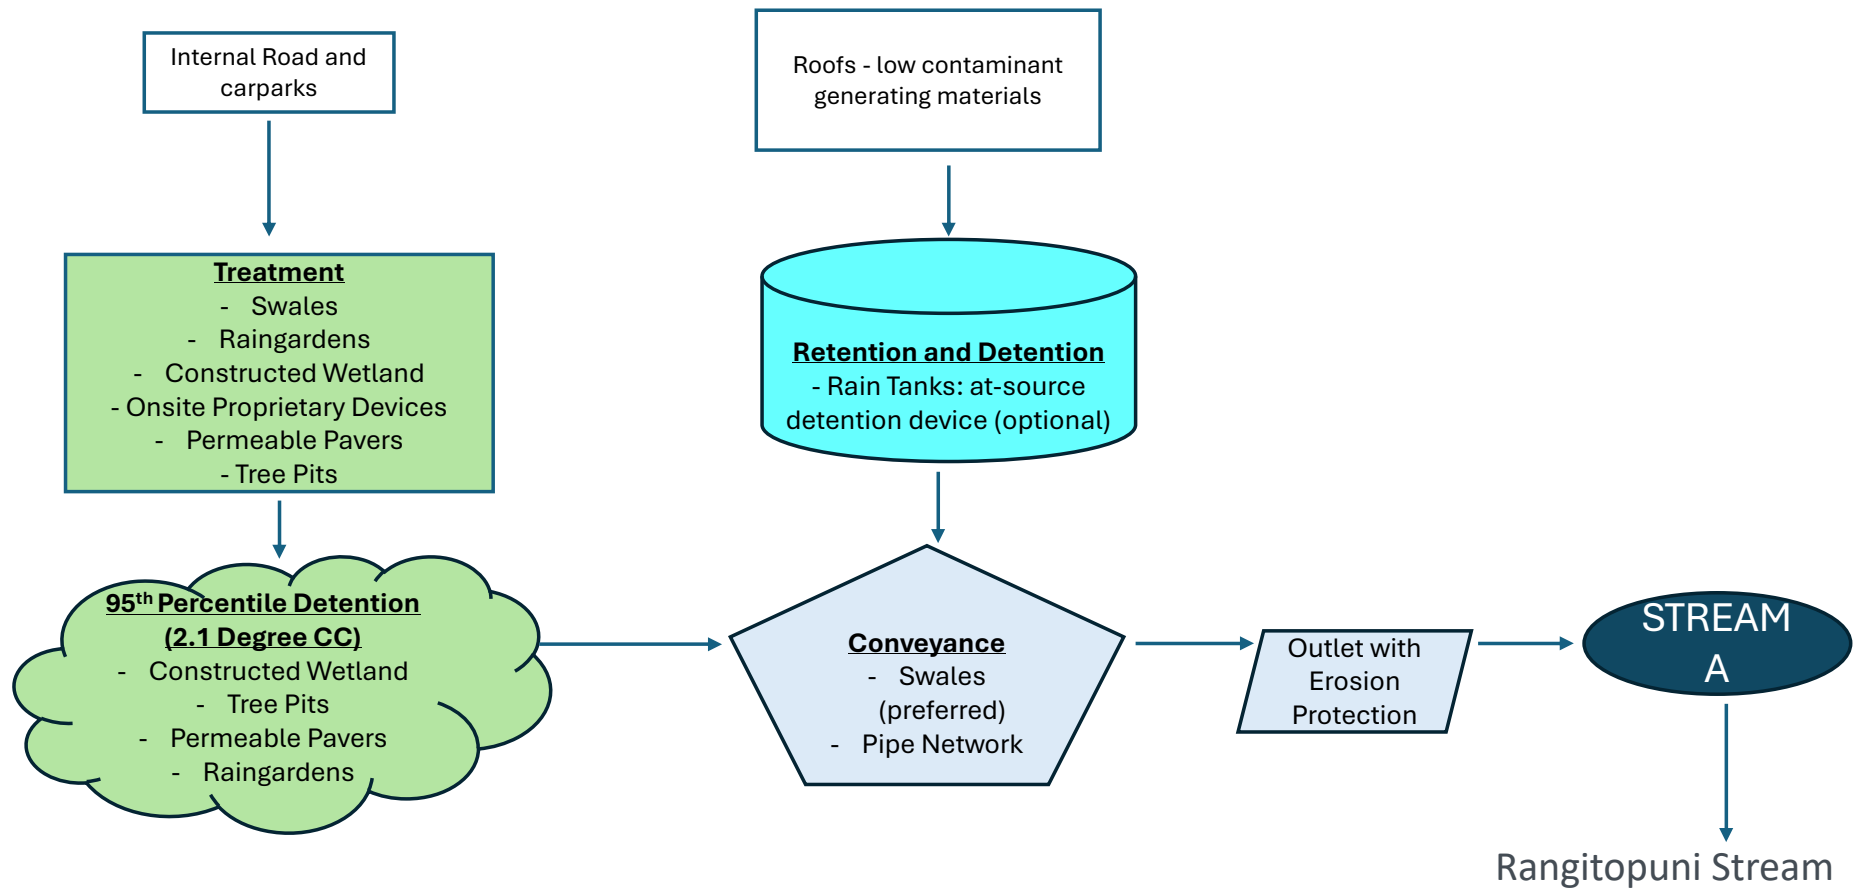 Internal Road and
carparks
Roofs - low contaminant
generating materials
Treatment
- Swales
- Raingardens
- Constructed Wetland
- Onsite Proprietary Devices
- Permeable Pavers
- Tree Pits
Retention and Detention
- Rain Tanks: at-source
detention device (optional)
95th Percentile Detention
(2.1 Degree CC)
- Constructed Wetland
- Tree Pits
- Permeable Pavers
- Raingardens
Conveyance
- Swales
(preferred)
- Pipe Network
Outlet with
Erosion
Protection
STREAM
A
Rangitopuni Stream